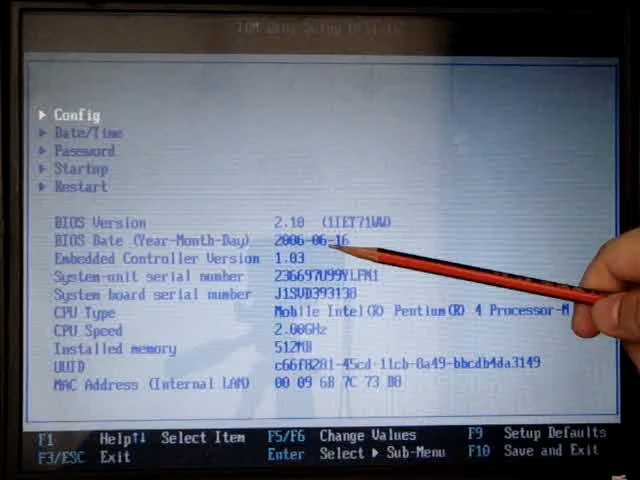 IBM BIOS Setup Utility
Config
Date/Time
Password
Startup
Restart
BIOS Version 2.10 (1IET71WW)
BIOS Date (Year-Month-Day) 2006-06-16
Embedded Controller Version 1.03
System-unit serial number
System board serial number
CPU Type Mobile Intel(R) Pentium(R) 4 Processor-M
CPU Speed 2.00GHz
Installed memory 512MB
UUID c66f8281-45cd-11cb-8a49-bbcdb4da3149
MAC Address (Internal LAN) 00 09 6B 7C 73
F1 Help↑↓ Select Item F5/F6 Change Values F9 Setup Defaults
F3/ESC Exit Enter Select ▶ Sub-Menu F10 Save and Exit